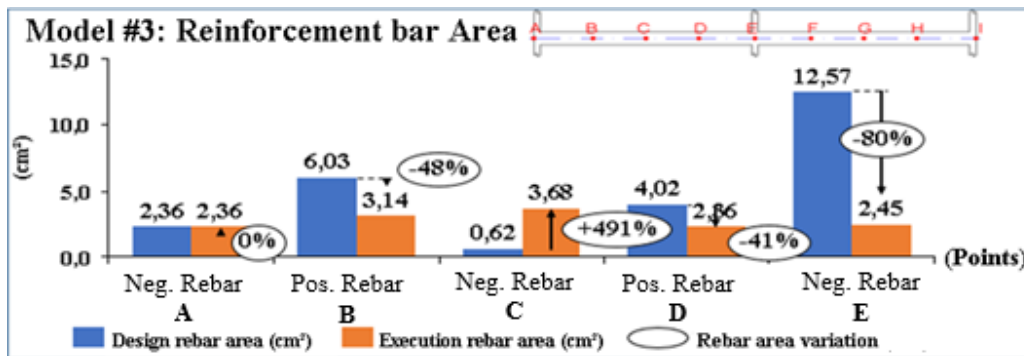 Model #3: Reinforcement bar Area
A B C D E F G H I
(cm²)
15,0
10,0
5,0
0,0
2,36 2,36 0%
6,03 3,14 -48%
0,62 3,68 +491%
4,02 2,36 -41%
12,57 2,45 -80%
(Points)
Neg. Rebar Pos. Rebar Neg. Rebar Pos. Rebar Neg. Rebar
A B C D E
Design rebar area (cm²) Execution rebar area (cm²) Rebar area variation